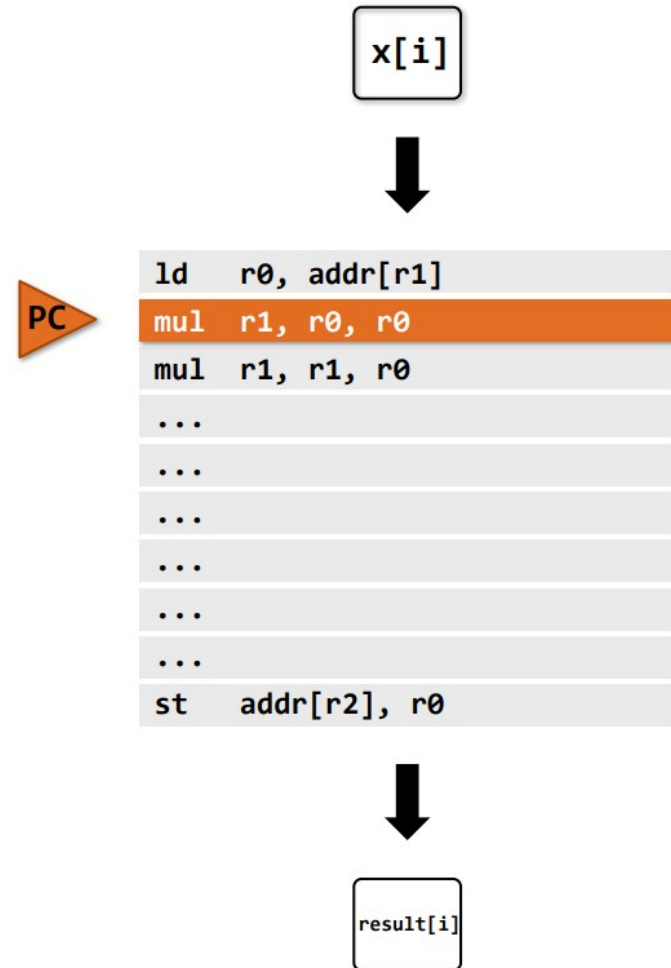 x[i]
ld r0, addr[r1]
PC
mul r1, r0, r0
mul r1, r1, r0
...
...
...
...
...
...
st addr[r2], r0
result[i]